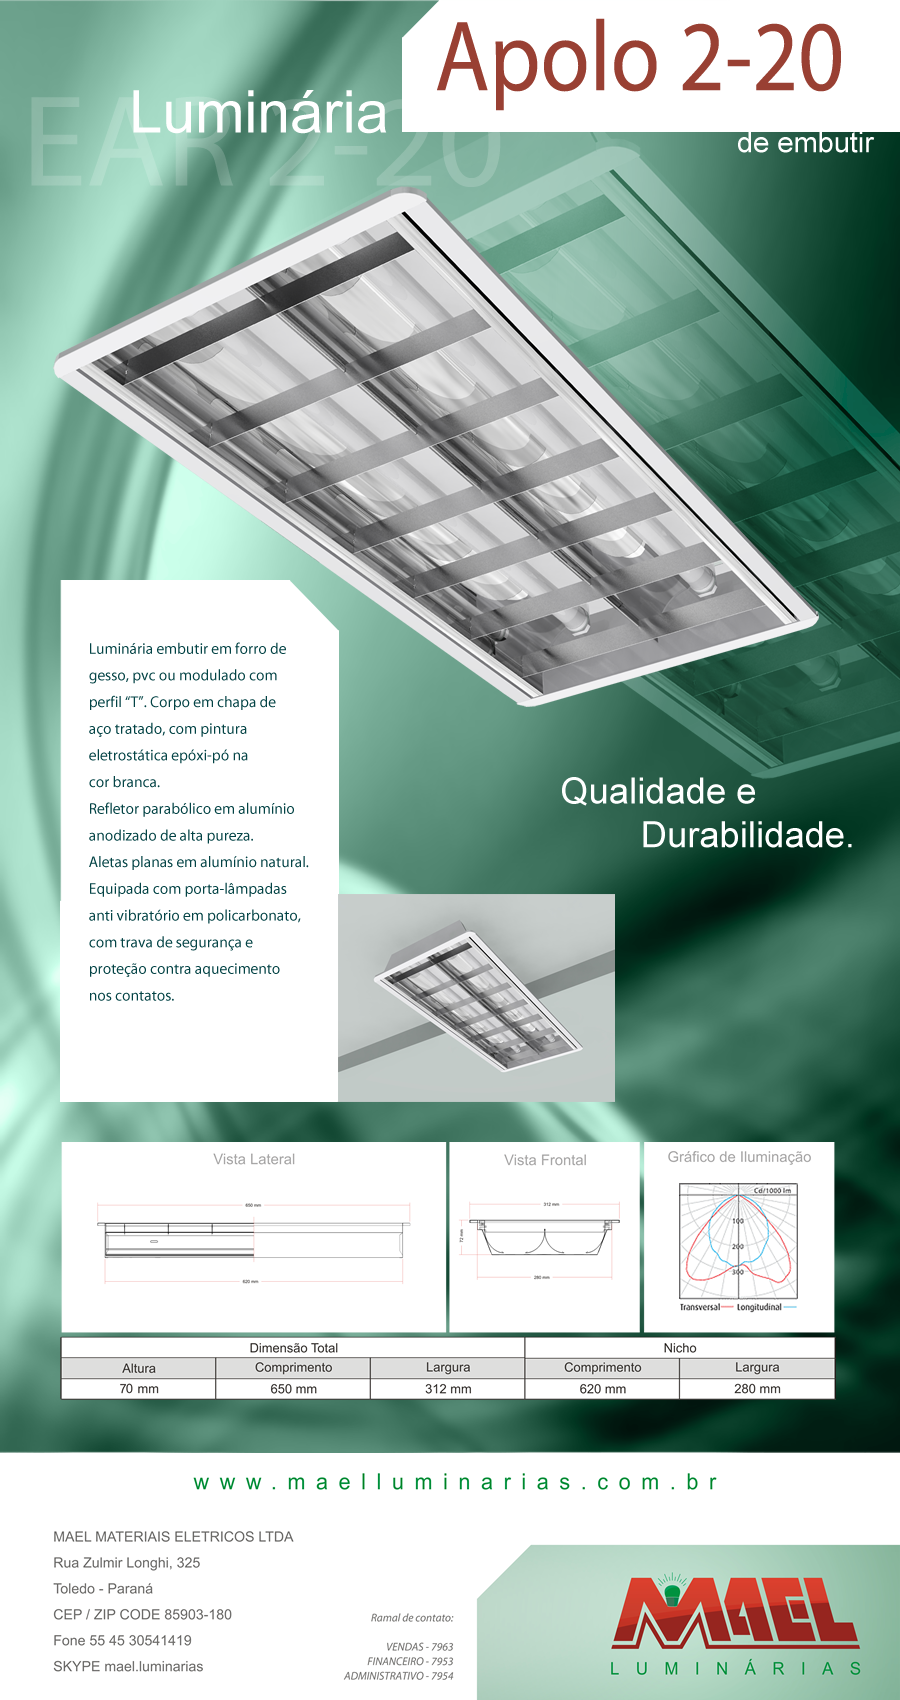 Apolo 2-20
EAR 2-20
Luminária
de embutir
Luminária embutir em forro de
gesso, pvc ou modulado com
perfil “T”. Corpo em chapa de
aço tratado, com pintura
eletrostática epóxi-pó na
cor branca.
Refletor parabólico em alumínio
anodizado de alta pureza.
Aletas planas em alumínio natural.
Equipada com porta-lâmpadas
anti vibratório em policarbonato,
com trava de segurança e
proteção contra aquecimento
nos contatos.
Qualidade e
Durabilidade.
Vista Lateral
650 mm
620 mm
Vista Frontal
312 mm
72 mm
280 mm
Gráfico de Iluminação
Cd/1000 lm
100
200
300
Transversal Longitudinal
Dimensão Total Nicho
Altura Comprimento Largura Comprimento Largura
70 mm 650 mm 312 mm 620 mm 280 mm
www.maelluminarias.com.br
MAEL MATERIAIS ELETRICOS LTDA
Rua Zulmir Longhi, 325
Toledo - Paraná
CEP / ZIP CODE 85903-180
Fone 55 45 30541419
SKYPE mael.luminarias
Ramal de contato:
VENDAS - 7963
FINANCEIRO - 7953
ADMINISTRATIVO - 7954
MAEL
LUMINÁRIAS